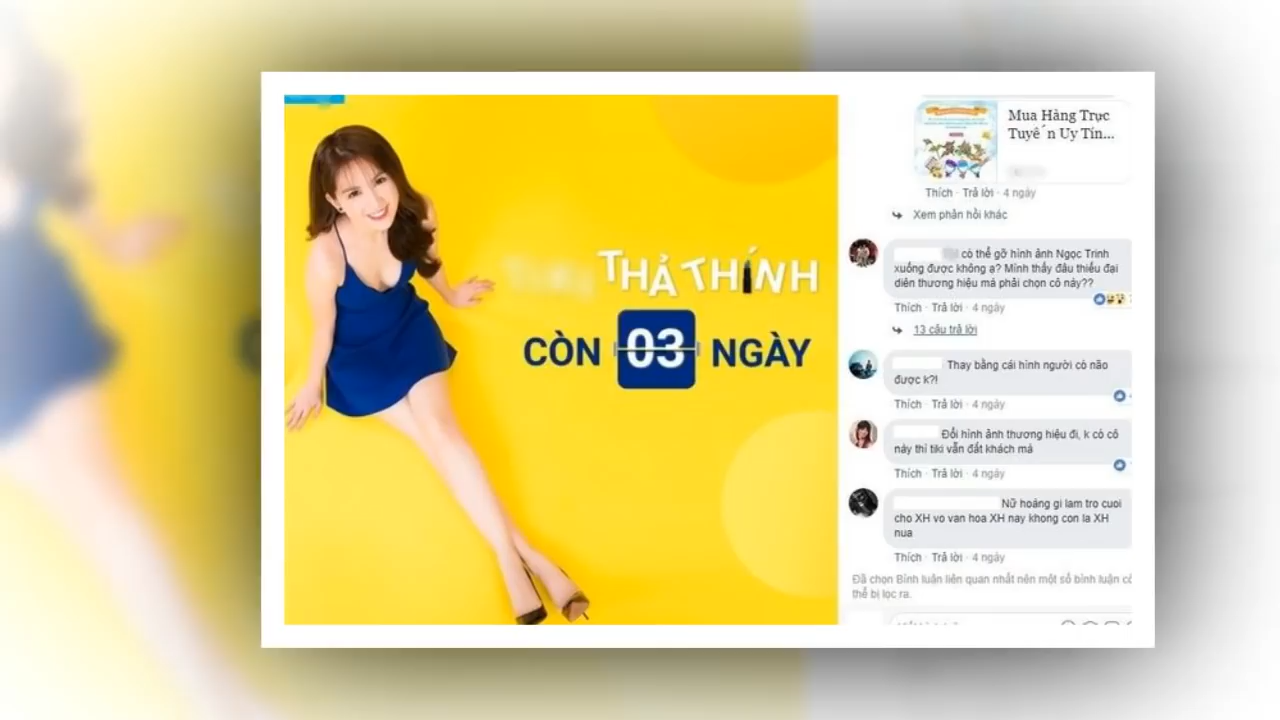 THẢ THÍNH
CÒN 03 NGÀY
Mua Hàng Trực
Tuyến Uy Tín...
Thích · Trả lời · 4 ngày
Xem phản hồi khác
có thể gỡ hình ảnh Ngọc Trinh
xuống được không ạ? Mình thấy đâu thiếu đại
diện thương hiệu mà phải chọn cô này??
Thích · Trả lời · 4 ngày
13 câu trả lời
Thay bằng cái hình người có não
được k?!
Thích · Trả lời · 4 ngày
Đổi hình ảnh thương hiệu đi, k có cô
này thì tiki vẫn đắt khách mà
Thích · Trả lời · 4 ngày
Nữ hoàng gi lam tro cuoi
cho XH vo van hoa XH nay khong con la XH
nua
Thích · Trả lời · 4 ngày
Đã chọn Bình luận liên quan nhất nên một số bình luận có
thể bị lọc ra.